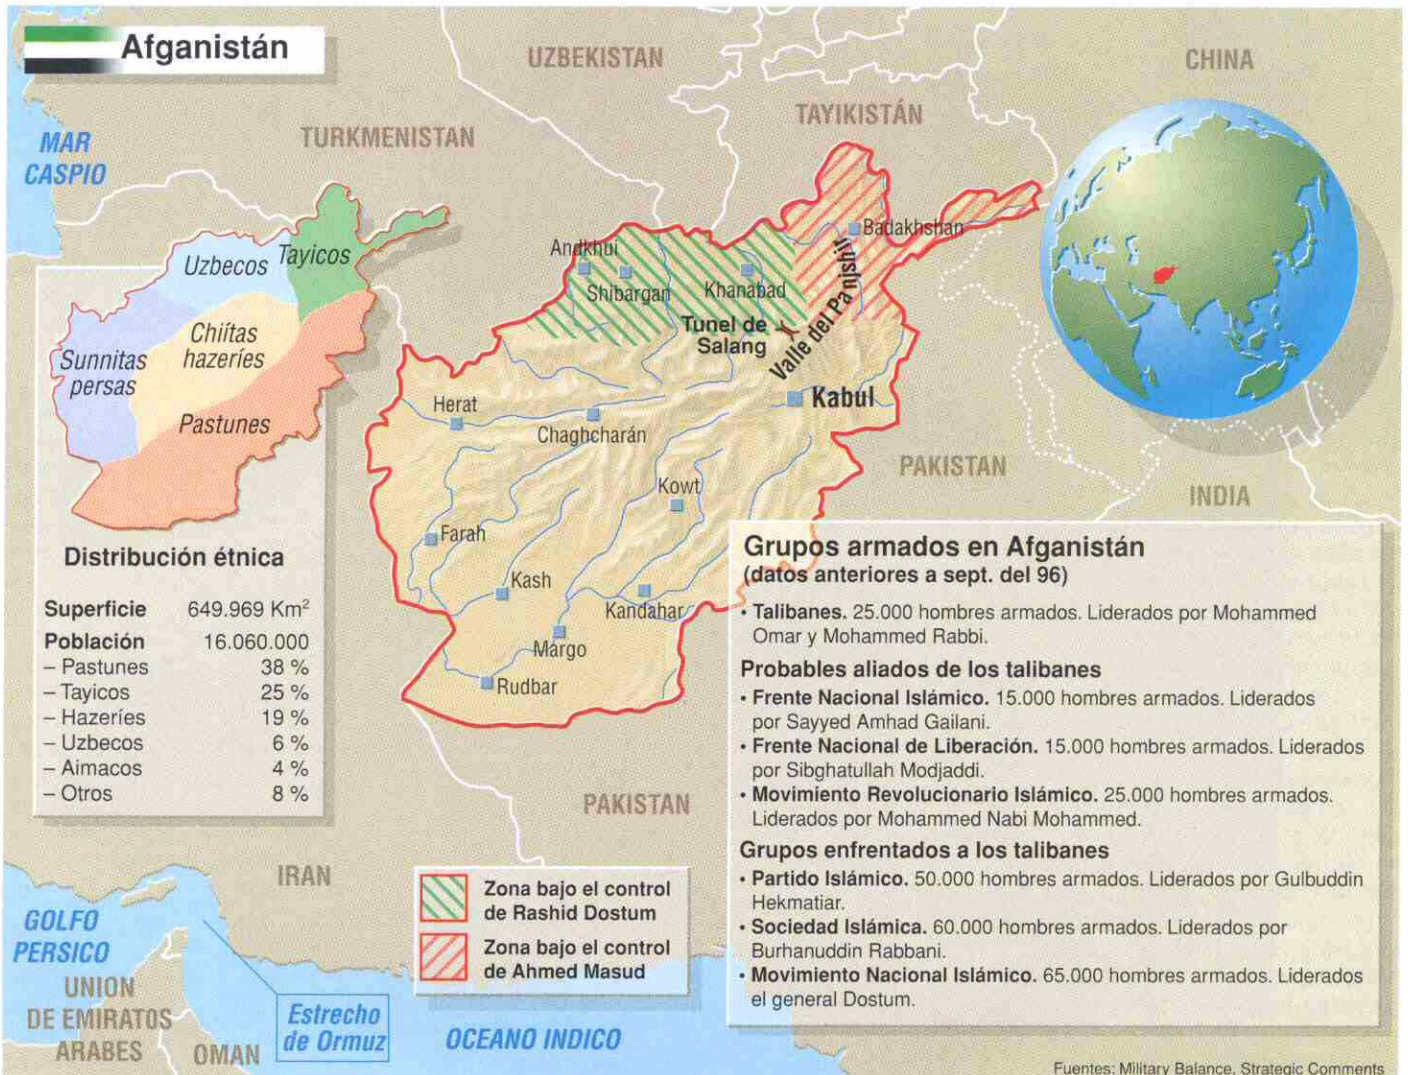 Afganistán
UZBEKISTAN
CHINA
TAYIKISTÁN
TURKMENISTAN
MAR
CASPIO
Uzbecos
Tayicos
Chiítas
hazeríes
Sunnitas
persas
Pastunes
Distribución étnica
Superficie 649.969 Km²
Población 16.060.000
– Pastunes 38 %
– Tayicos 25 %
– Hazeríes 19 %
– Uzbecos 6 %
– Aimacos 4 %
– Otros 8 %
Andkhui
Shibargan
Khanabad
Badakhshan
Tunel de
Salang
Valle del Panjshir
Kabul
Herat
Chaghcharán
Kowt
Farah
Kash
Kandahar
Margo
Rudbar
PAKISTAN
INDIA
PAKISTAN
IRAN
Grupos armados en Afganistán
(datos anteriores a sept. del 96)
• Talibanes. 25.000 hombres armados. Liderados por Mohammed
Omar y Mohammed Rabbi.
Probables aliados de los talibanes
• Frente Nacional Islámico. 15.000 hombres armados. Liderados
por Sayyed Amhad Gailani.
• Frente Nacional de Liberación. 15.000 hombres armados. Liderados
por Sibghatullah Modjaddi.
• Movimiento Revolucionario Islámico. 25.000 hombres armados.
Liderados por Mohammed Nabi Mohammed.
Grupos enfrentados a los talibanes
• Partido Islámico. 50.000 hombres armados. Liderados por Gulbuddin
Hekmatiar.
• Sociedad Islámica. 60.000 hombres armados. Liderados por
Burhanuddin Rabbani.
• Movimiento Nacional Islámico. 65.000 hombres armados. Liderados
el general Dostum.
Zona bajo el control
de Rashid Dostum
Zona bajo el control
de Ahmed Masud
GOLFO
PERSICO
UNION
DE EMIRATOS
ARABES
OMAN
Estrecho
de Ormuz
OCEANO INDICO
Fuentes: Military Balance, Strategic Comments